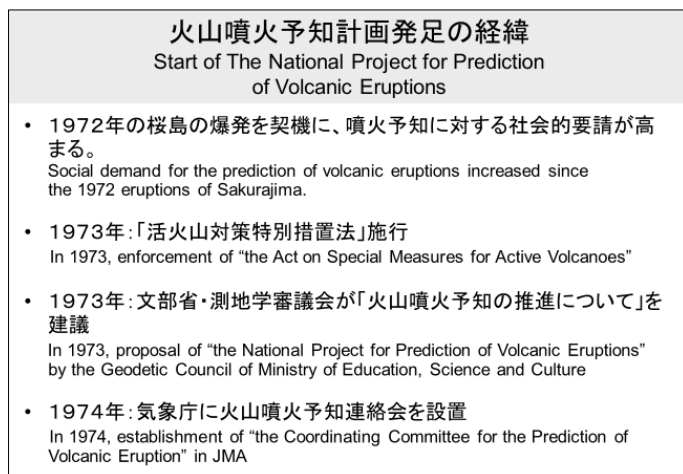 火山噴火予知計画発足の経緯
Start of The National Project for Prediction
of Volcanic Eruptions
• 1972年の桜島の爆発を契機に、噴火予知に対する社会的要請が高
まる。
Social demand for the prediction of volcanic eruptions increased since
the 1972 eruptions of Sakurajima.
• 1973年：「活火山対策特別措置法」施行
In 1973, enforcement of “the Act on Special Measures for Active Volcanoes”
• 1973年：文部省・測地学審議会が「火山噴火予知の推進について」を
建議
In 1973, proposal of “the National Project for Prediction of Volcanic Eruptions”
by the Geodetic Council of Ministry of Education, Science and Culture
• 1974年：気象庁に火山噴火予知連絡会を設置
In 1974, establishment of “the Coordinating Committee for the Prediction of
Volcanic Eruption” in JMA